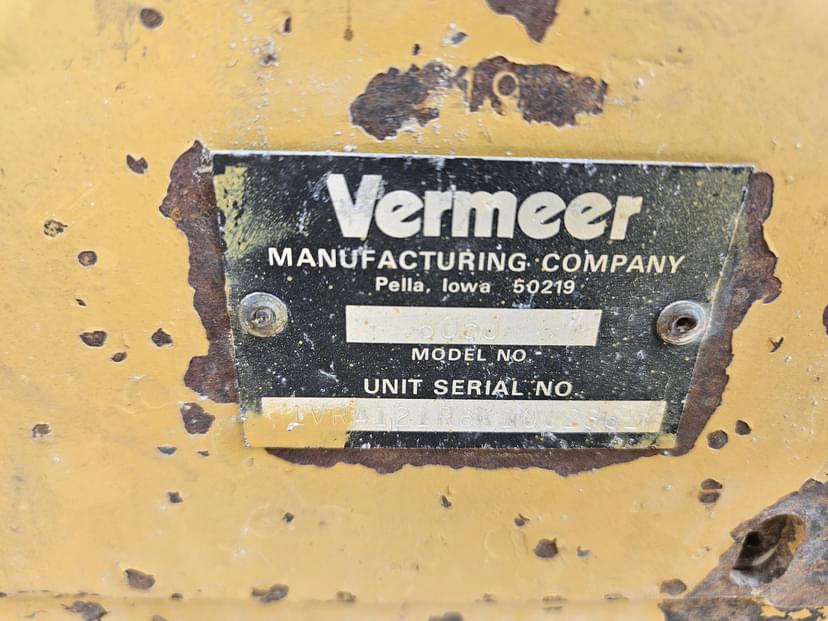 Vermeer
MANUFACTURING COMPANY
Pella, Iowa 50219
MODEL NO.
UNIT SERIAL NO.